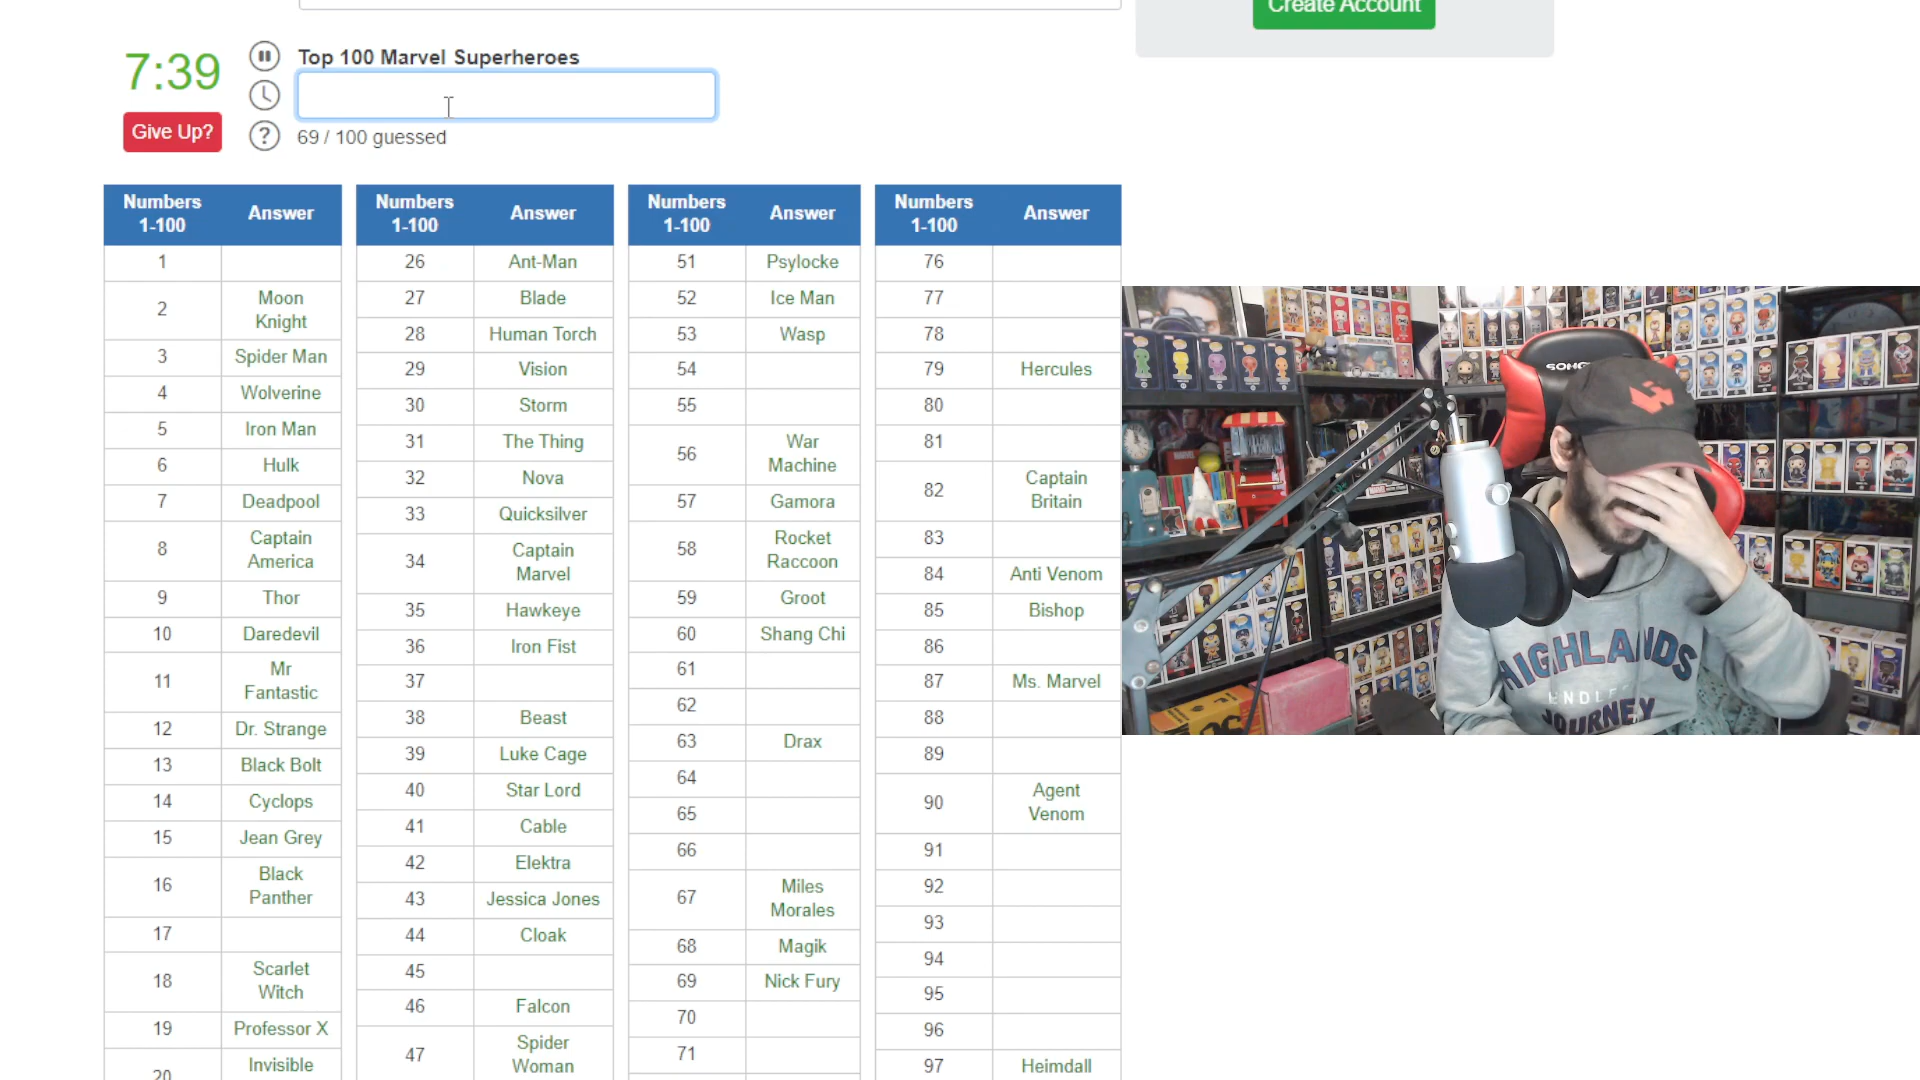 Create Account
7:39
Top 100 Marvel Superheroes
Give Up?
69 / 100 guessed
Numbers 1-100 Answer
1
2 Moon Knight
3 Spider Man
4 Wolverine
5 Iron Man
6 Hulk
7 Deadpool
8 Captain America
9 Thor
10 Daredevil
11 Mr Fantastic
12 Dr. Strange
13 Black Bolt
14 Cyclops
15 Jean Grey
16 Black Panther
17
18 Scarlet Witch
19 Professor X
20 Invisible
Numbers 1-100 Answer
26 Ant-Man
27 Blade
28 Human Torch
29 Vision
30 Storm
31 The Thing
32 Nova
33 Quicksilver
34 Captain Marvel
35 Hawkeye
36 Iron Fist
37
38 Beast
39 Luke Cage
40 Star Lord
41 Cable
42 Elektra
43 Jessica Jones
44 Cloak
45
46 Falcon
47 Spider Woman
Numbers 1-100 Answer
51 Psylocke
52 Ice Man
53 Wasp
54
55
56 War Machine
57 Gamora
58 Rocket Raccoon
59 Groot
60 Shang Chi
61
62
63 Drax
64
65
66
67 Miles Morales
68 Magik
69 Nick Fury
70
71
Numbers 1-100 Answer
76
77
78
79 Hercules
80
81
82 Captain Britain
83
84 Anti Venom
85 Bishop
86
87 Ms. Marvel
88
89
90 Agent Venom
91
92
93
94
95
96
97 Heimdall
HIGHLANDS
JOURNEY